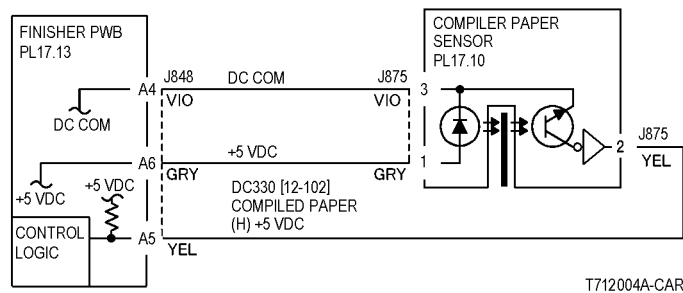 FINISHER PWB
PL17.13
COMPILER PAPER
SENSOR
PL17.10
A4
J848
DC COM
J875
3
VIO
VIO
DC COM
J875
2
YEL
+5 VDC
A6
1
GRY
GRY
+5 VDC
+5 VDC
DC330 [12-102]
COMPILED PAPER
(H) +5 VDC
CONTROL
LOGIC
A5
YEL
T712004A-CAR